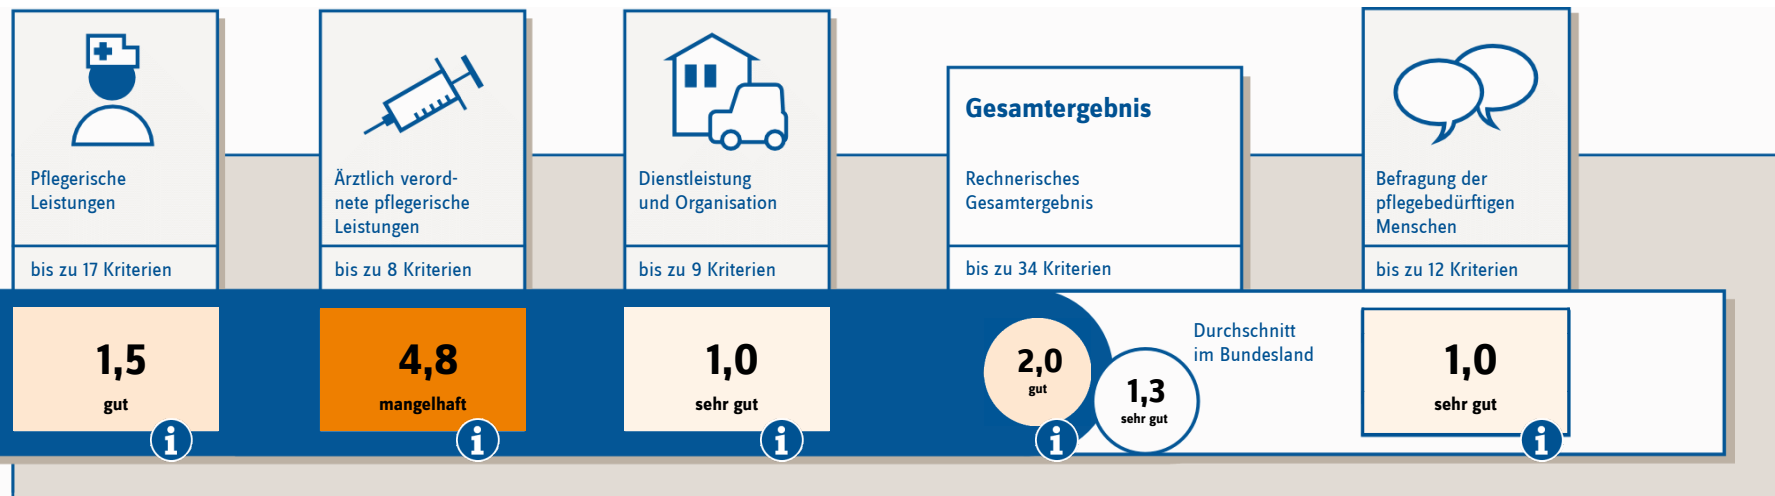 Pflegerische
Leistungen
bis zu 17 Kriterien
1,5
gut
i
Ärztlich verord-
nete pflegerische
Leistungen
bis zu 8 Kriterien
4,8
mangelhaft
i
Dienstleistung
und Organisation
bis zu 9 Kriterien
1,0
sehr gut
i
Gesamtergebnis
Rechnerisches
Gesamtergebnis
bis zu 34 Kriterien
2,0
gut
i
1,3
sehr gut
Durchschnitt
im Bundesland
Befragung der
pflegebedürftigen
Menschen
bis zu 12 Kriterien
1,0
sehr gut
i